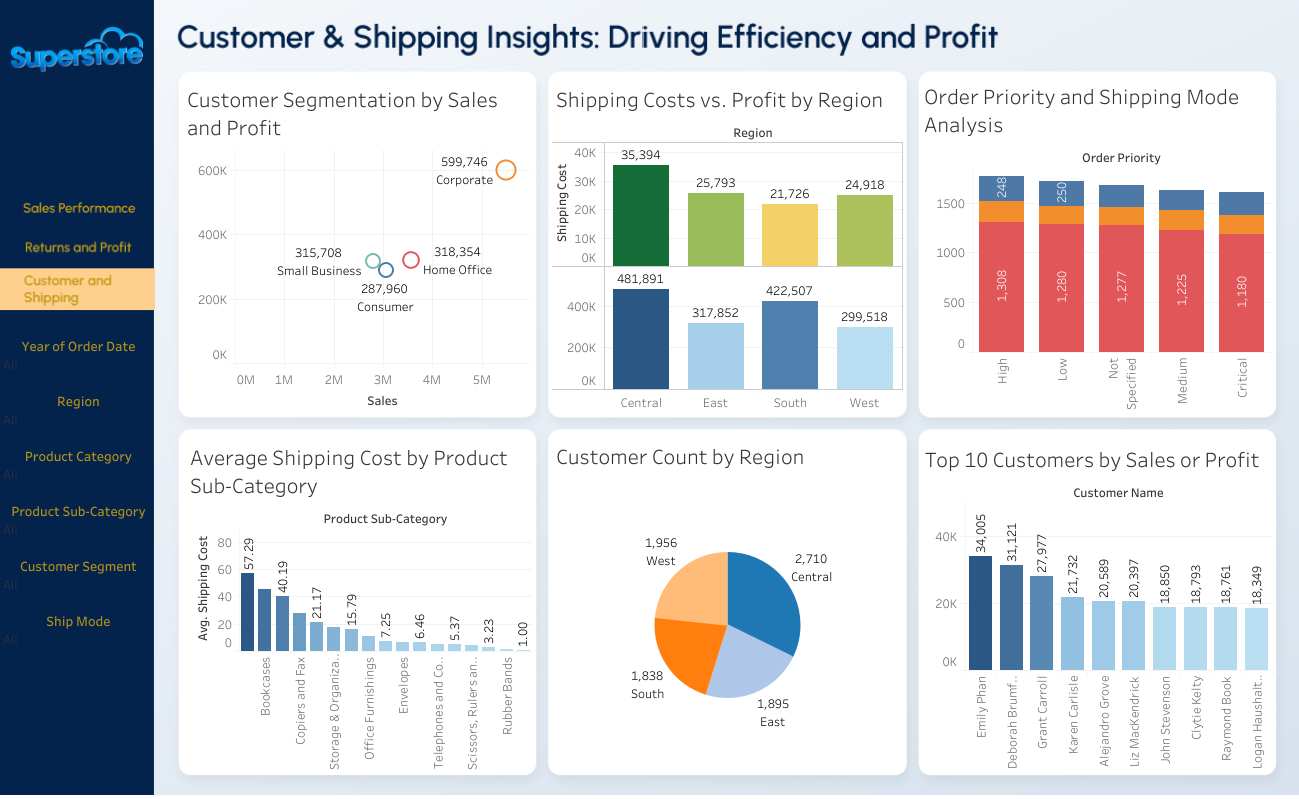 Superstore
Customer & Shipping Insights: Driving Efficiency and Profit
Sales Performance
Returns and Profit
Customer and
Shipping
Year of Order Date
All
Region
All
Product Category
All
Product Sub-Category
All
Customer Segment
All
Ship Mode
All
Customer Segmentation by Sales
and Profit
600K
400K
200K
0K
599,746
Corporate
315,708
Small Business
318,354
Home Office
287,960
Consumer
0M
1M
2M
3M
4M
5M
Sales
Shipping Costs vs. Profit by Region
Region
Shipping Cost
40K
30K
20K
10K
0K
35,394
25,793
21,726
24,918
400K
200K
0K
481,891
317,852
422,507
299,518
Central
East
South
West
Order Priority and Shipping Mode
Analysis
Order Priority
1500
1000
500
0
248
250
1,308
1,280
1,277
1,225
1,180
High
Low
Not
Specified
Medium
Critical
Average Shipping Cost by Product
Sub-Category
Product Sub-Category
Avg. Shipping Cost
80
60
40
20
0
57.29
40.19
21.17
15.79
7.25
6.46
5.37
3.23
1.00
Bookcases
Copiers and Fax
Storage & Organiza..
Office Furnishings
Envelopes
Telephones and Co..
Scissors, Rulers an..
Rubber Bands
Customer Count by Region
1,956
West
2,710
Central
1,838
South
1,895
East
Top 10 Customers by Sales or Profit
Customer Name
40K
20K
0K
34,005
31,121
27,977
21,732
20,589
20,397
18,850
18,793
18,761
18,349
Emily Phan
Deborah Brumf..
Grant Carroll
Karen Carlisle
Alejandro Grove
Liz MacKendrick
John Stevenson
Clytie Kelty
Raymond Book
Logan Haushalt..